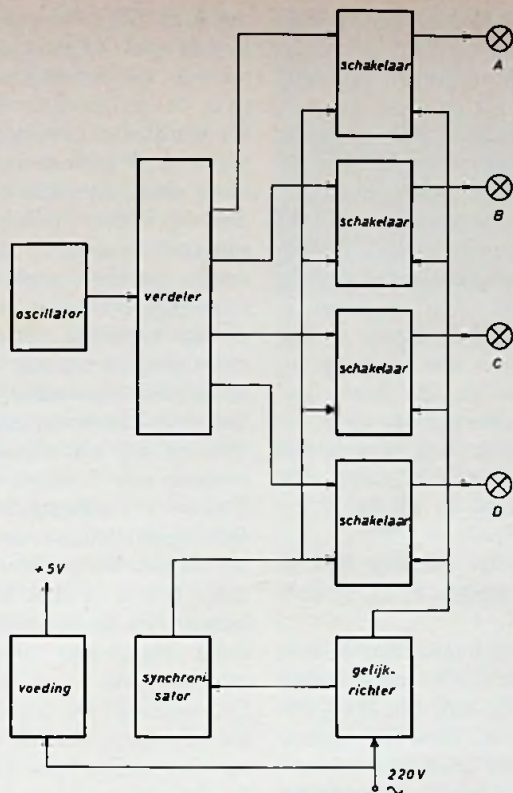 schakelaar
A
schakelaar
B
oscillator
verdeler
schakelaar
C
schakelaar
D
+5V
voeding
synchroni-
sator
gelijk-
richter
220V
~